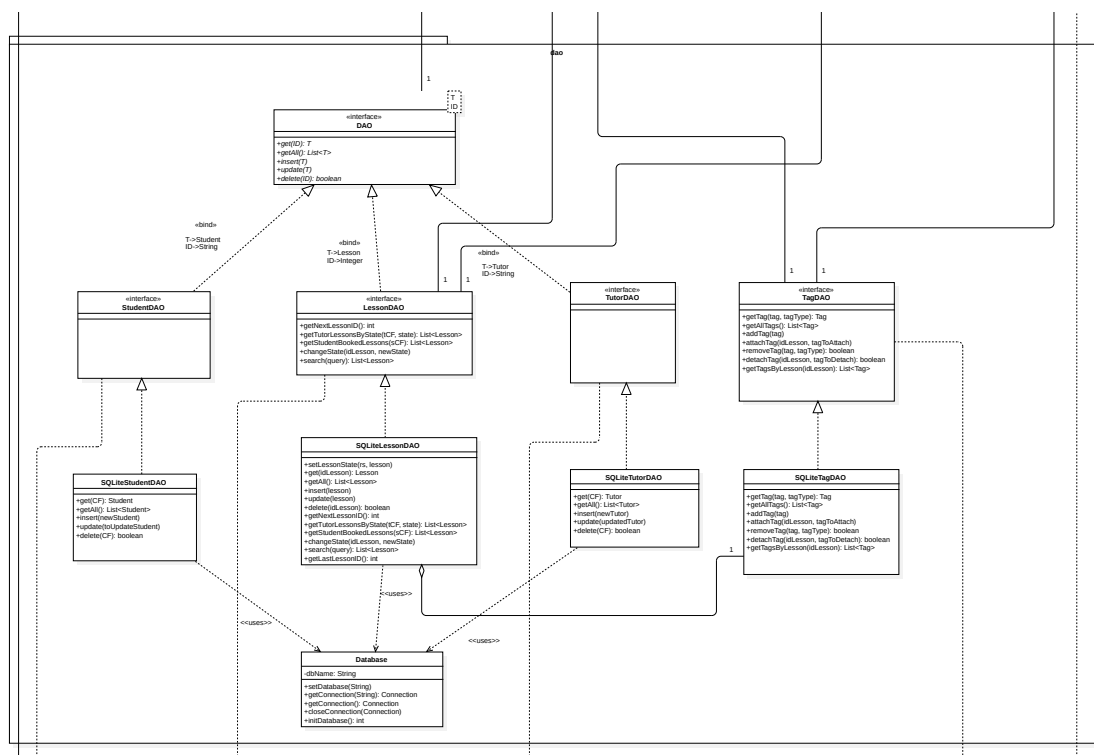 dao
1
T
ID
«interface»
DAO
+get(ID): T
+getAll(): List<T>
+insert(T)
+update(T)
+delete(ID): boolean
«bind»
T->Student
ID->String
«bind»
T->Lesson
ID->Integer
«bind»
T->Tutor
ID->String
1
1
1
1
«interface»
StudentDAO
«interface»
LessonDAO
+getNextLessonID(): int
+getTutorLessonsByState(tCF, state): List<Lesson>
+getStudentBookedLessons(sCF): List<Lesson>
+changeState(idLesson, newState)
+search(query): List<Lesson>
«interface»
TutorDAO
«interface»
TagDAO
+getTag(tag, tagType): Tag
+getAllTags(): List<Tag>
+addTag(tag)
+attachTag(idLesson, tagToAttach)
+removeTag(tag, tagType): boolean
+detachTag(idLesson, tagToDetach): boolean
+getTagsByLesson(idLesson): List<Tag>
SQLiteStudentDAO
+get(CF): Student
+getAll(): List<Student>
+insert(newStudent)
+update(toUpdateStudent)
+delete(CF): boolean
SQLiteLessonDAO
+setLessonState(rs, lesson)
+get(idLesson): Lesson
+getAll(): List<Lesson>
+insert(lesson)
+update(lesson)
+delete(idLesson): boolean
+getNextLessonID(): int
+getTutorLessonsByState(tCF, state): List<Lesson>
+getStudentBookedLessons(sCF): List<Lesson>
+changeState(idLesson, newState)
+search(query): List<Lesson>
+getLastLessonID(): int
SQLiteTutorDAO
+get(CF): Tutor
+getAll(): List<Tutor>
+insert(newTutor)
+update(updatedTutor)
+delete(CF): boolean
SQLiteTagDAO
+getTag(tag, tagType): Tag
+getAllTags(): List<Tag>
+addTag(tag)
+attachTag(idLesson, tagToAttach)
+removeTag(tag, tagType): boolean
+detachTag(idLesson, tagToDetach): boolean
+getTagsByLesson(idLesson): List<Tag>
1
<<uses>>
<<uses>>
<<uses>>
Database
-dbName: String
+setDatabase(String)
+getConnection(String): Connection
+getConnection(): Connection
+closeConnection(Connection)
+initDatabase(): int